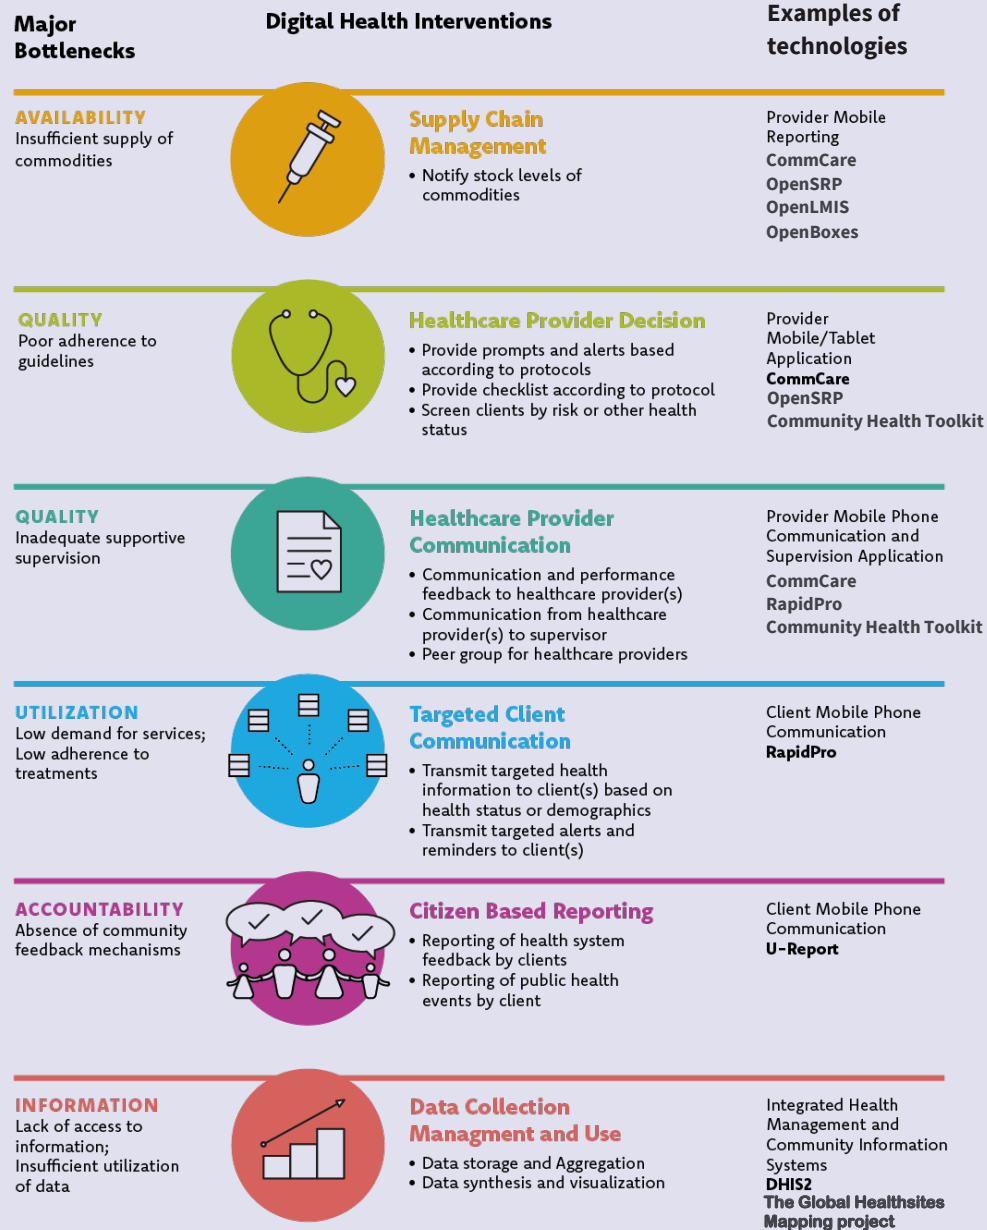 Major
Bottlenecks
Digital Health Interventions
Examples of
technologies
AVAILABILITY
Insufficient supply of
commodities
Supply Chain
Management
• Notify stock levels of
commodities
Provider Mobile
Reporting
CommCare
OpenSRP
OpenLMIS
OpenBoxes
QUALITY
Poor adherence to
guidelines
Healthcare Provider Decision
• Provide prompts and alerts based
according to protocols
• Provide checklist according to protocol
• Screen clients by risk or other health
status
Provider
Mobile/Tablet
Application
CommCare
OpenSRP
Community Health Toolkit
QUALITY
Inadequate supportive
supervision
Healthcare Provider
Communication
• Communication and performance
feedback to healthcare provider(s)
• Communication from healthcare
provider(s) to supervisor
• Peer group for healthcare providers
Provider Mobile Phone
Communication and
Supervision Application
CommCare
RapidPro
Community Health Toolkit
UTILIZATION
Low demand for services;
Low adherence to
treatments
Targeted Client
Communication
• Transmit targeted health
information to client(s) based on
health status or demographics
• Transmit targeted alerts and
reminders to client(s)
Client Mobile Phone
Communication
RapidPro
ACCOUNTABILITY
Absence of community
feedback mechanisms
Citizen Based Reporting
• Reporting of health system
feedback by clients
• Reporting of public health
events by client
Client Mobile Phone
Communication
U-Report
INFORMATION
Lack of access to
information;
Insufficient utilization
of data
Data Collection
Managment and Use
• Data storage and Aggregation
• Data synthesis and visualization
Integrated Health
Management and
Community Information
Systems
DHIS2
The Global Healthsites
Mapping project